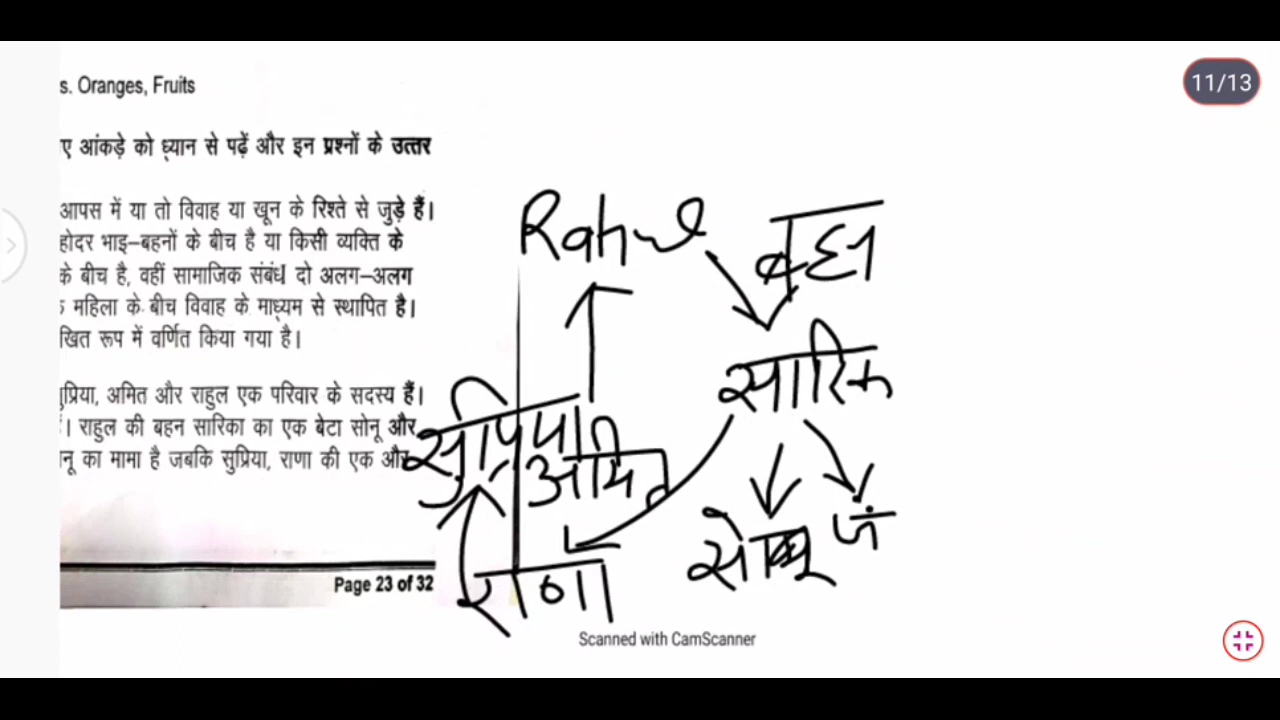 s. Oranges, Fruits
11/13
ए आंकड़े को ध्यान से पढ़ें और इन प्रश्नों के उत्तर
आपस में या तो विवाह या खून के रिश्ते से जुड़े हैं।
होदर भाइ–बहनों के बीच है या किसी व्यक्ति के
के बीच है, वहीं सामाजिक संबंध दो अलग–अलग
महिला के बीच विवाह के माध्यम से स्थापित है।
खित रूप में वर्णित किया गया है।
Rahul
सुप्रिया, अमित और राहुल एक परिवार के सदस्य हैं।
। राहुल की बहन सारिका का एक बेटा सोनू और
नू का मामा है जबकि सुप्रिया, राणा की एक और
सुप्रिया
अमित
राणा
Page 23 of 32
Scanned with CamScanner